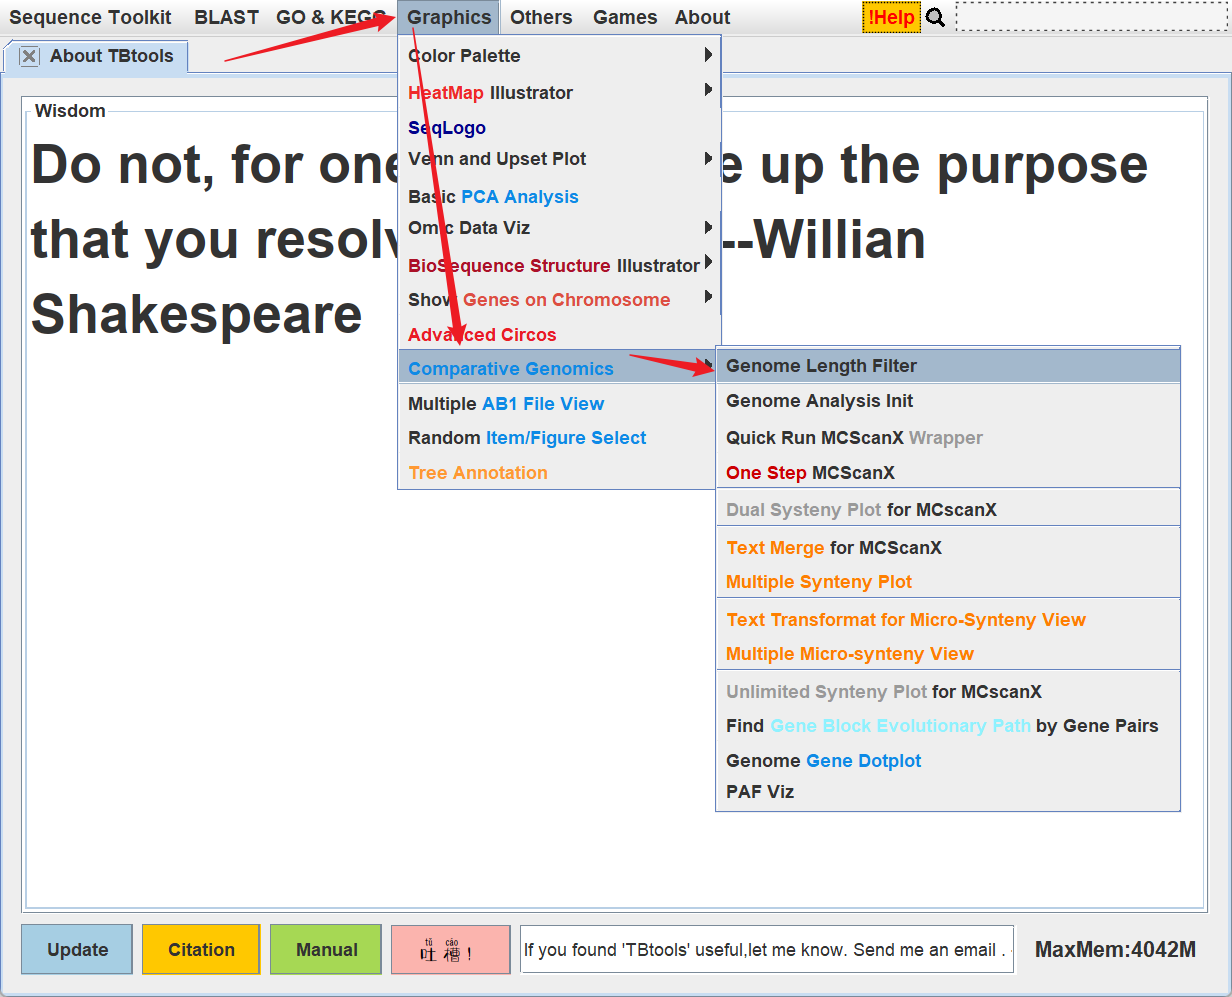 Sequence Toolkit BLAST GO & KEGG Graphics Others Games About !Help
About TBtools
Wisdom
Do not, for one e up the purpose
that you resolv --Willian
Shakespeare
Color Palette
HeatMap Illustrator
SeqLogo
Venn and Upset Plot
Basic PCA Analysis
Omic Data Viz
BioSequence Structure Illustrator
Show Genes on Chromosome
Advanced Circos
Comparative Genomics
Multiple AB1 File View
Random Item/Figure Select
Tree Annotation
Genome Length Filter
Genome Analysis Init
Quick Run MCScanX Wrapper
One Step MCScanX
Dual Systeny Plot for MCscanX
Text Merge for MCScanX
Multiple Synteny Plot
Text Transformat for Micro-Synteny View
Multiple Micro-synteny View
Unlimited Synteny Plot for MCscanX
Find Gene Block Evolutionary Path by Gene Pairs
Genome Gene Dotplot
PAF Viz
Update Citation Manual
tǔ cáo
吐槽！
If you found 'TBtools' useful,let me know. Send me an email .
MaxMem:4042M